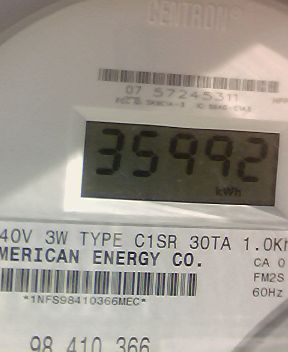 CENTRON®
07 57245311
35992
kWh
40V 3W TYPE C1SR 30TA 1.0Kh
MERICAN ENERGY CO.
CA 0
FM2S
60Hz
*1NFS98410366MEC*
98 410 366